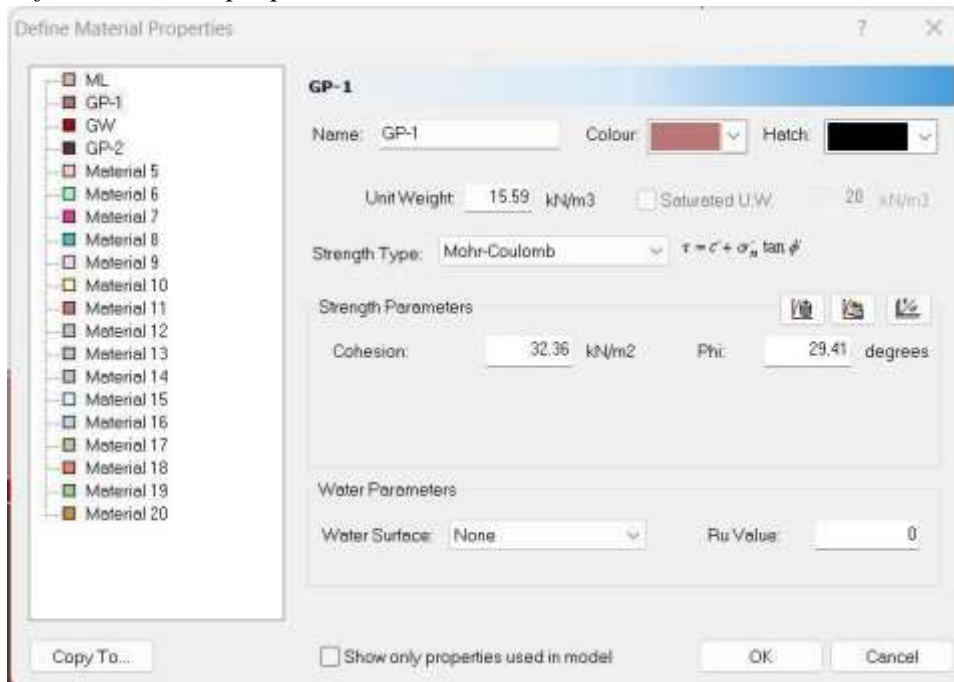 Define Material Properties
? ×
ML
GP-1
GW
GP-2
Material 5
Material 6
Material 7
Material 8
Material 9
Material 10
Material 11
Material 12
Material 13
Material 14
Material 15
Material 16
Material 17
Material 18
Material 19
Material 20
GP-1
Name: GP-1 Colour: Hatch:
Unit Weight: 15.59 kN/m3 Saturated U.W. 20 kN/m3
Strength Type: Mohr-Coulomb τ = c' + σ'n tan ϕ'
Strength Parameters
Cohesion: 32.36 kN/m2 Phi: 29.41 degrees
Water Parameters
Water Surface: None Ru Value: 0
Copy To... Show only properties used in model OK Cancel